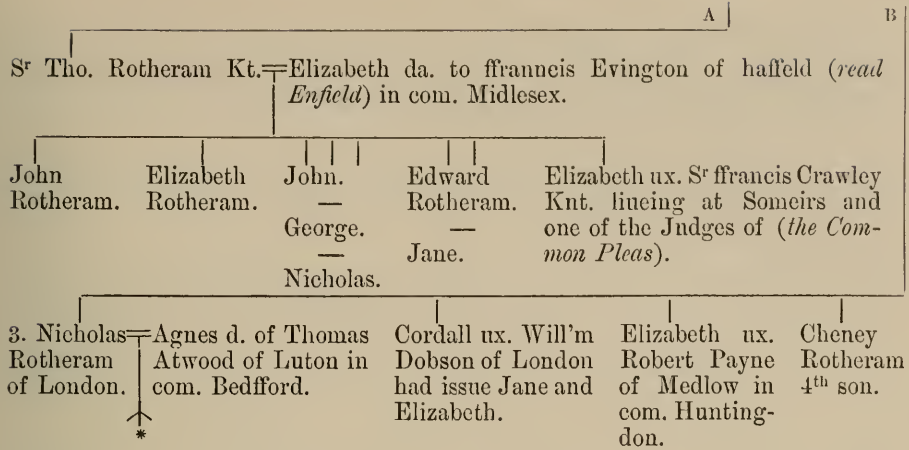 A B
Sr Tho. Rotheram Kt.=Elizabeth da. to ffranncis Evington of haffeld (read
Enfield) in com. Midlesex.
John
Rotheram.
Elizabeth
Rotheram.
John.
—
George.
—
Nicholas.
Edward
Rotheram.
—
Jane.
Elizabeth ux. Sr ffrancis Crawley
Knt. liueing at Someirs and
one of the Judges of (the Com-
mon Pleas).
3. Nicholas=Agnes d. of Thomas
Rotheram Atwood of Luton in
of London. com. Bedfford.
*
Cordall ux. Will'm
Dobson of London
had issue Jane and
Elizabeth.
Elizabeth ux.
Robert Payne
of Medlow in
com. Hunting-
don.
Cheney
Rotheram
4th son.